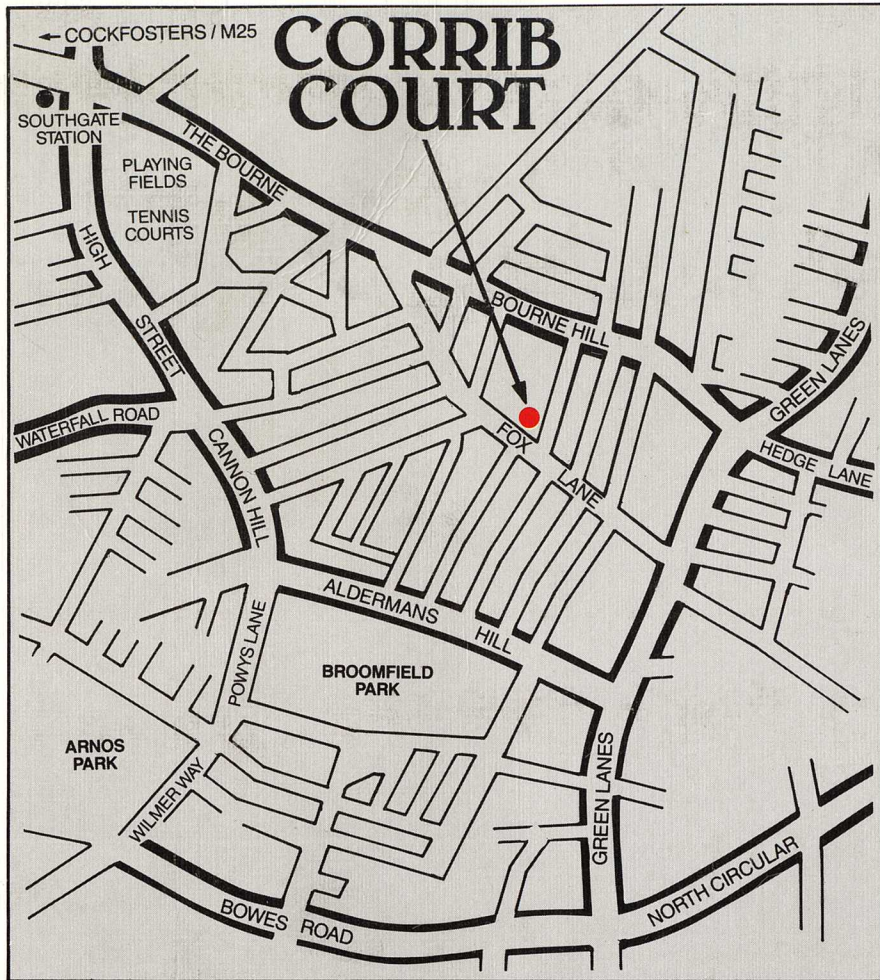 ← COCKFOSTERS / M25
CORRIB
COURT
SOUTHGATE
STATION
THE BOURNE
PLAYING
FIELDS
TENNIS
COURTS
HIGH
STREET
BOURNE HILL
GREEN LANES
WATERFALL ROAD
CANNON HILL
FOX
LANE
HEDGE LANE
ALDERMANS
HILL
POWYS LANE
BROOMFIELD
PARK
ARNOS
PARK
WILMER WAY
GREEN LANES
NORTH CIRCULAR
BOWES ROAD